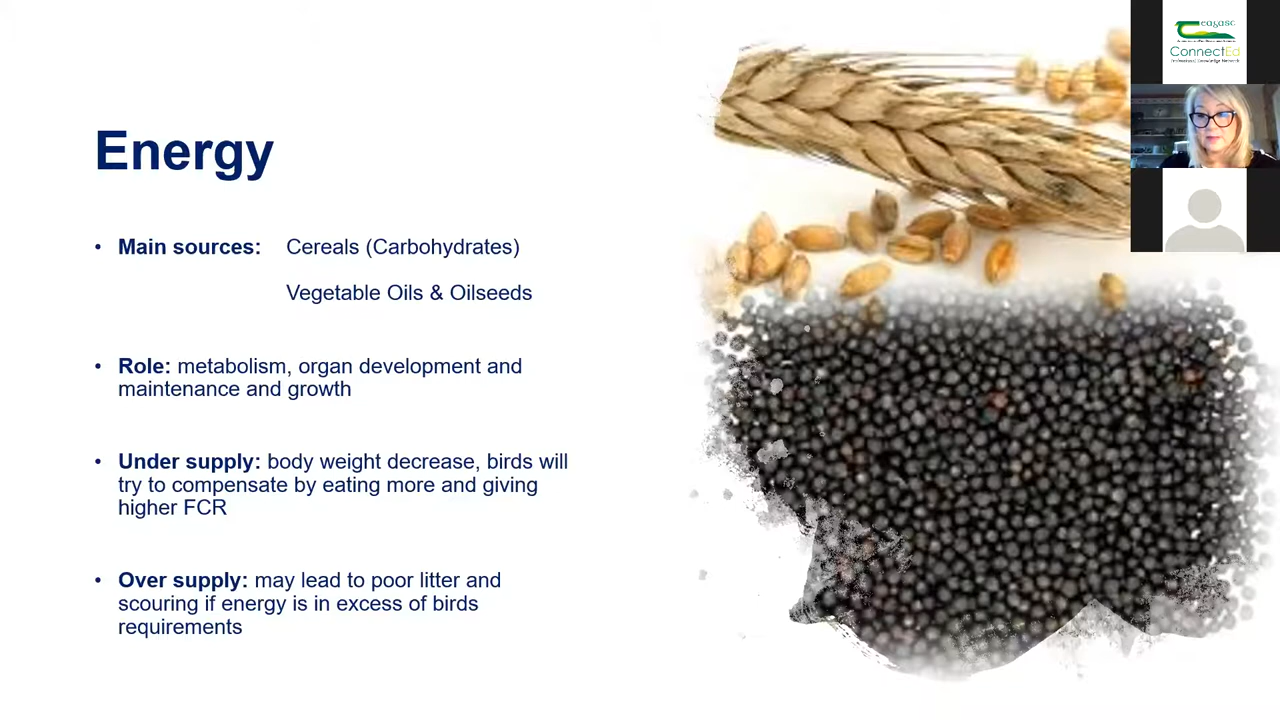 Energy
• Main sources: Cereals (Carbohydrates)
Vegetable Oils & Oilseeds
• Role: metabolism, organ development and
maintenance and growth
• Under supply: body weight decrease, birds will
try to compensate by eating more and giving
higher FCR
• Over supply: may lead to poor litter and
scouring if energy is in excess of birds
requirements
eagasc
ConnectEd